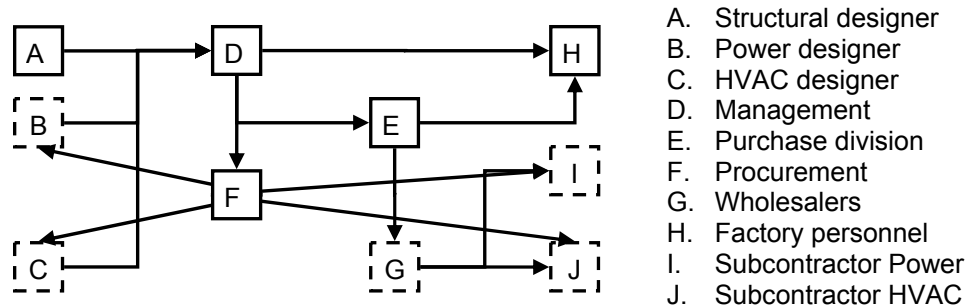 A
D
H
B
E
F
I
C
G
J
A. Structural designer
B. Power designer
C. HVAC designer
D. Management
E. Purchase division
F. Procurement
G. Wholesalers
H. Factory personnel
I. Subcontractor Power
J. Subcontractor HVAC